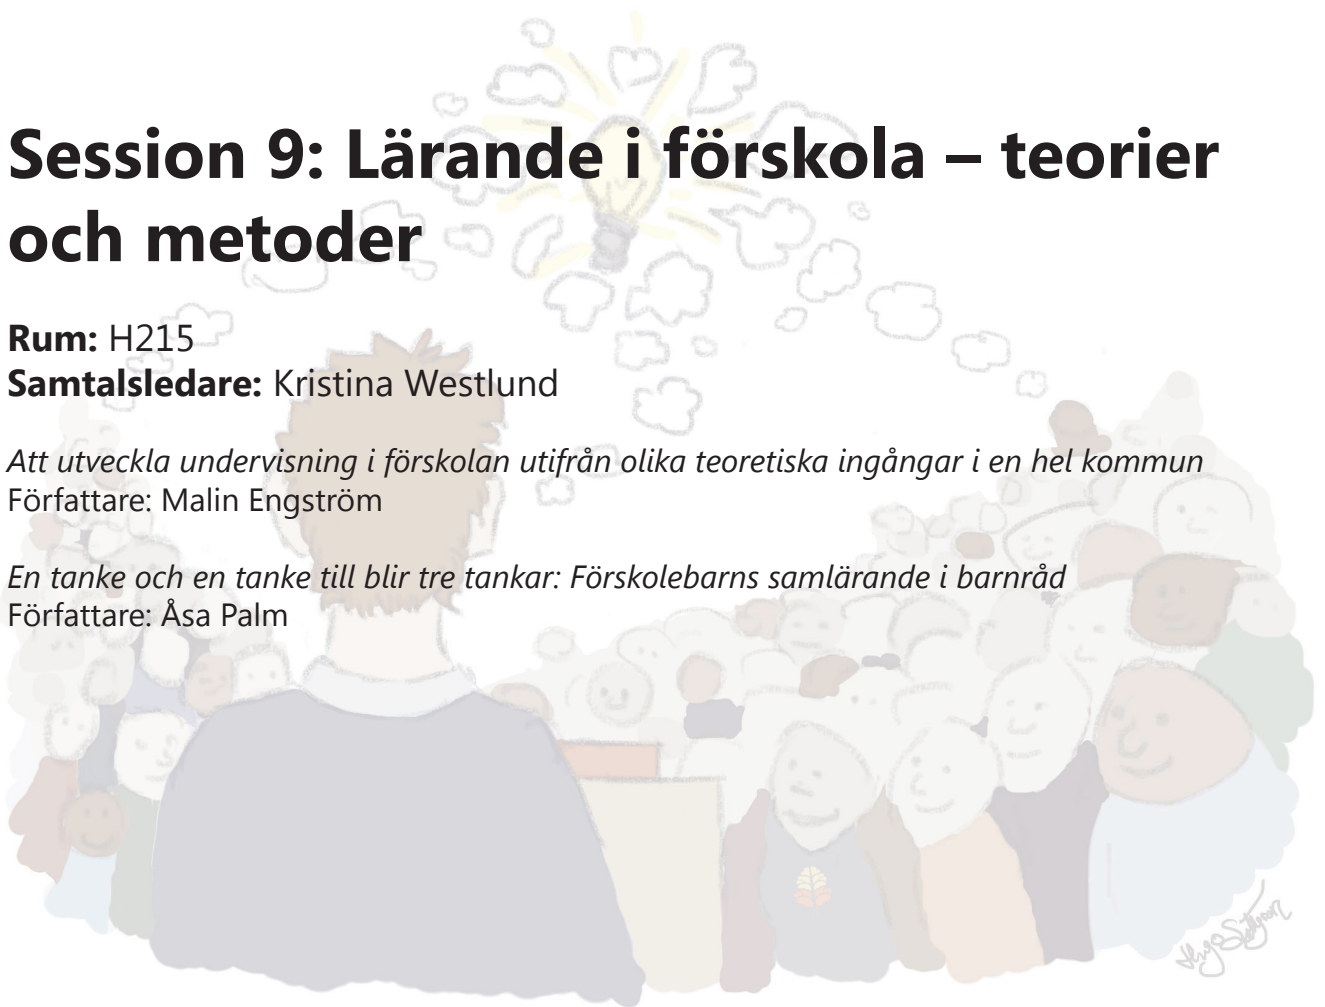 Session 9: Lärande i förskola – teorier
och metoder
Rum: H215
Samtalsledare: Kristina Westlund
Att utveckla undervisning i förskolan utifrån olika teoretiska ingångar i en hel kommun
Författare: Malin Engström
En tanke och en tanke till blir tre tankar: Förskolebarns samlärande i barnråd
Författare: Åsa Palm